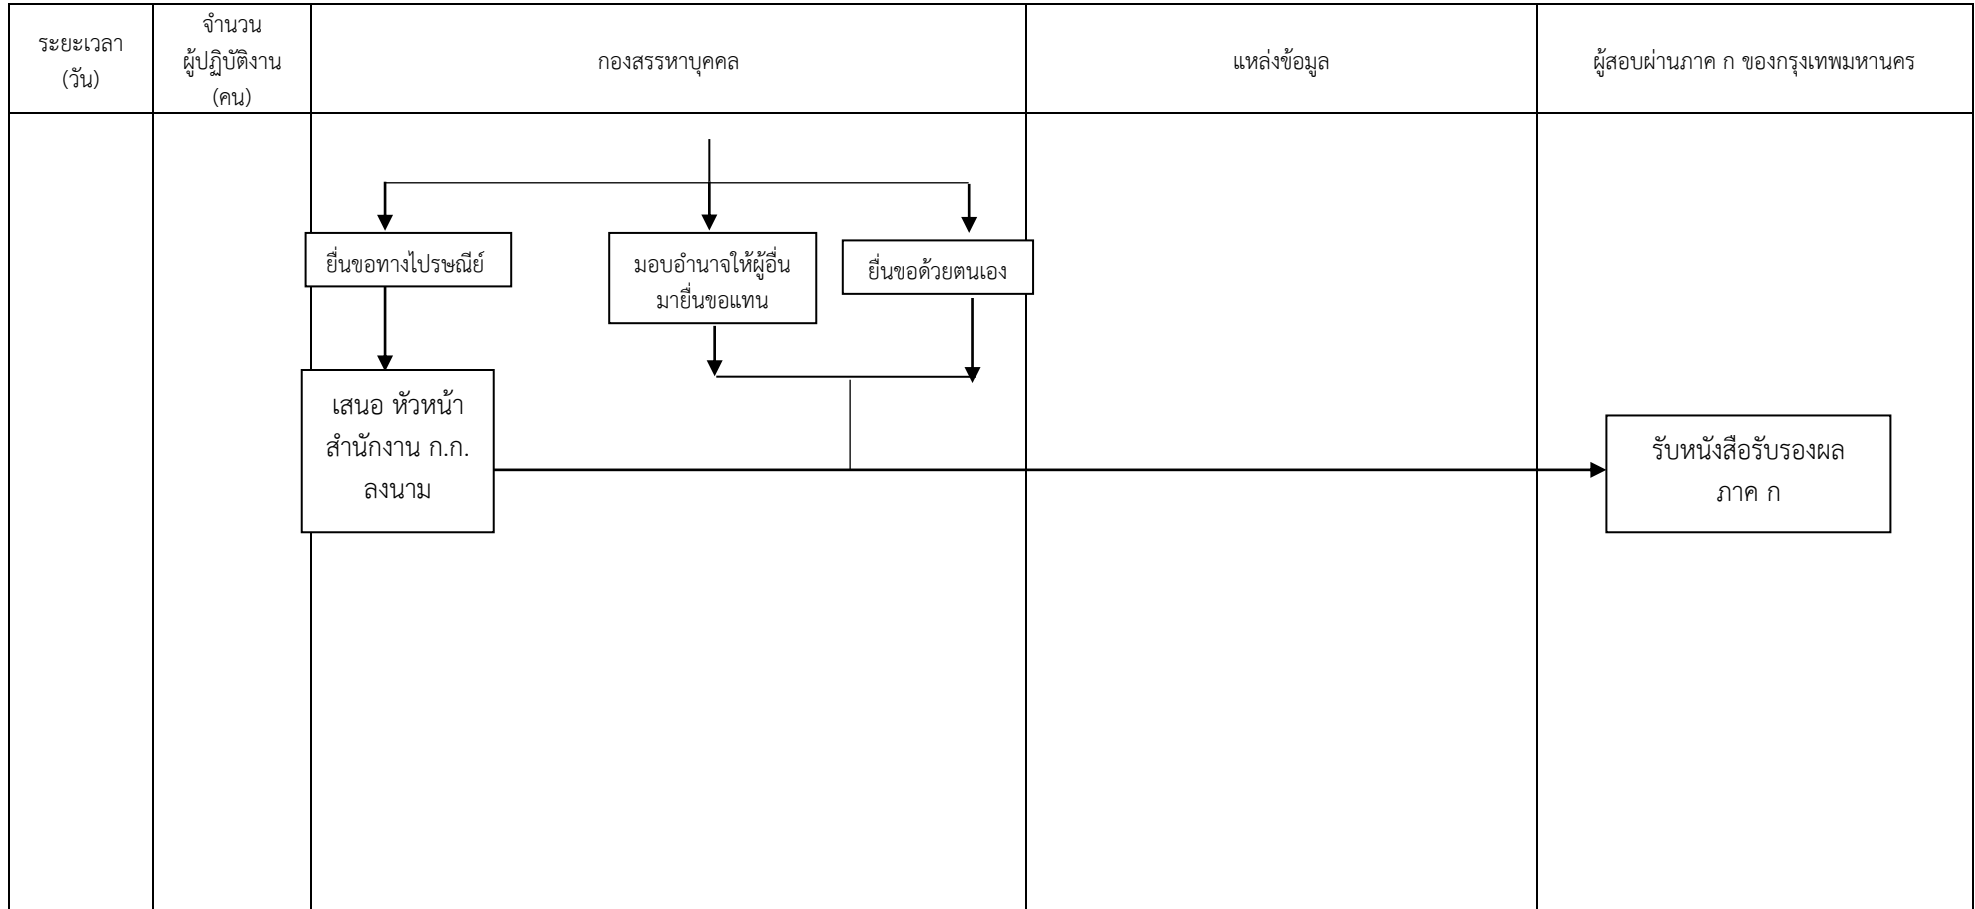 ระยะเวลา
(วัน)
จำนวน
ผู้ปฏิบัติงาน
(คน)
กองสรรหาบุคคล
แหล่งข้อมูล
ผู้สอบผ่านภาค ก ของกรุงเทพมหานคร
ยื่นขอทางไปรษณีย์
มอบอำนาจให้ผู้อื่น
มายื่นขอแทน
ยื่นขอด้วยตนเอง
เสนอ หัวหน้า
สำนักงาน ก.ก.
ลงนาม
รับหนังสือรับรองผล
ภาค ก